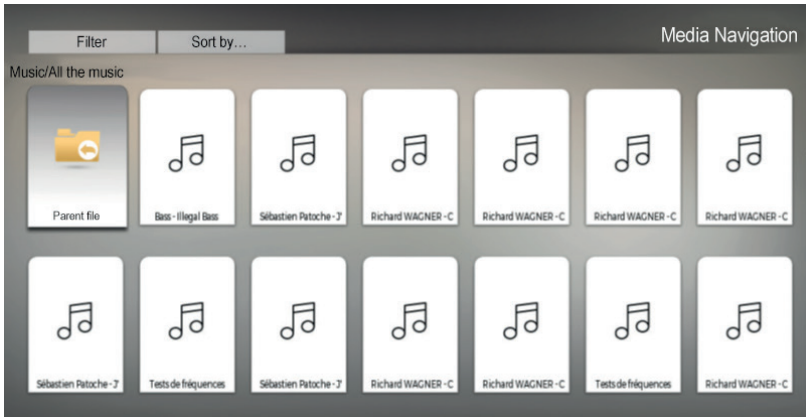 Filter
Sort by...
Media Navigation
Music/All the music
Parent file
Bass - Illegal Bass
Sébastien Patoche - J'
Richard WAGNER - C
Richard WAGNER - C
Richard WAGNER - C
Richard WAGNER - C
Sébastien Patoche - J'
Tests de fréquences
Sébastien Patoche - J'
Richard WAGNER - C
Richard WAGNER - C
Tests de fréquences
Richard WAGNER - C